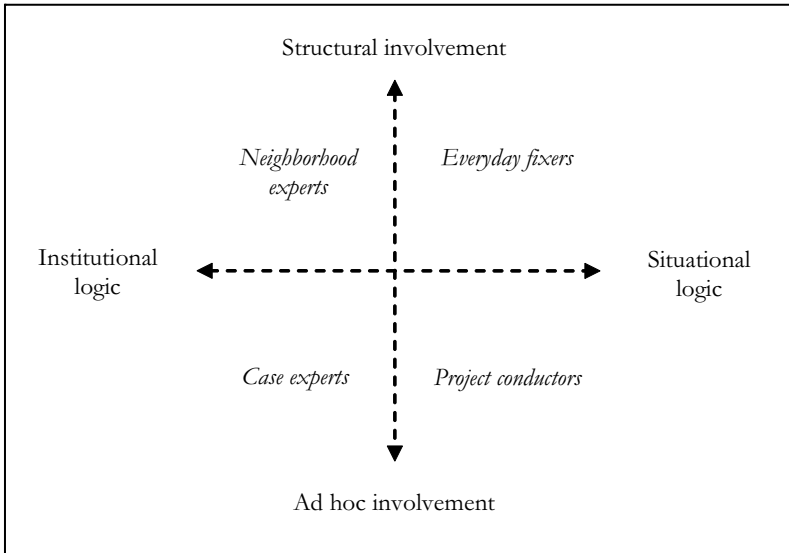 Structural involvement
Neighborhood
experts
Everyday fixers
Institutional
logic
Situational
logic
Case experts
Project conductors
Ad hoc involvement